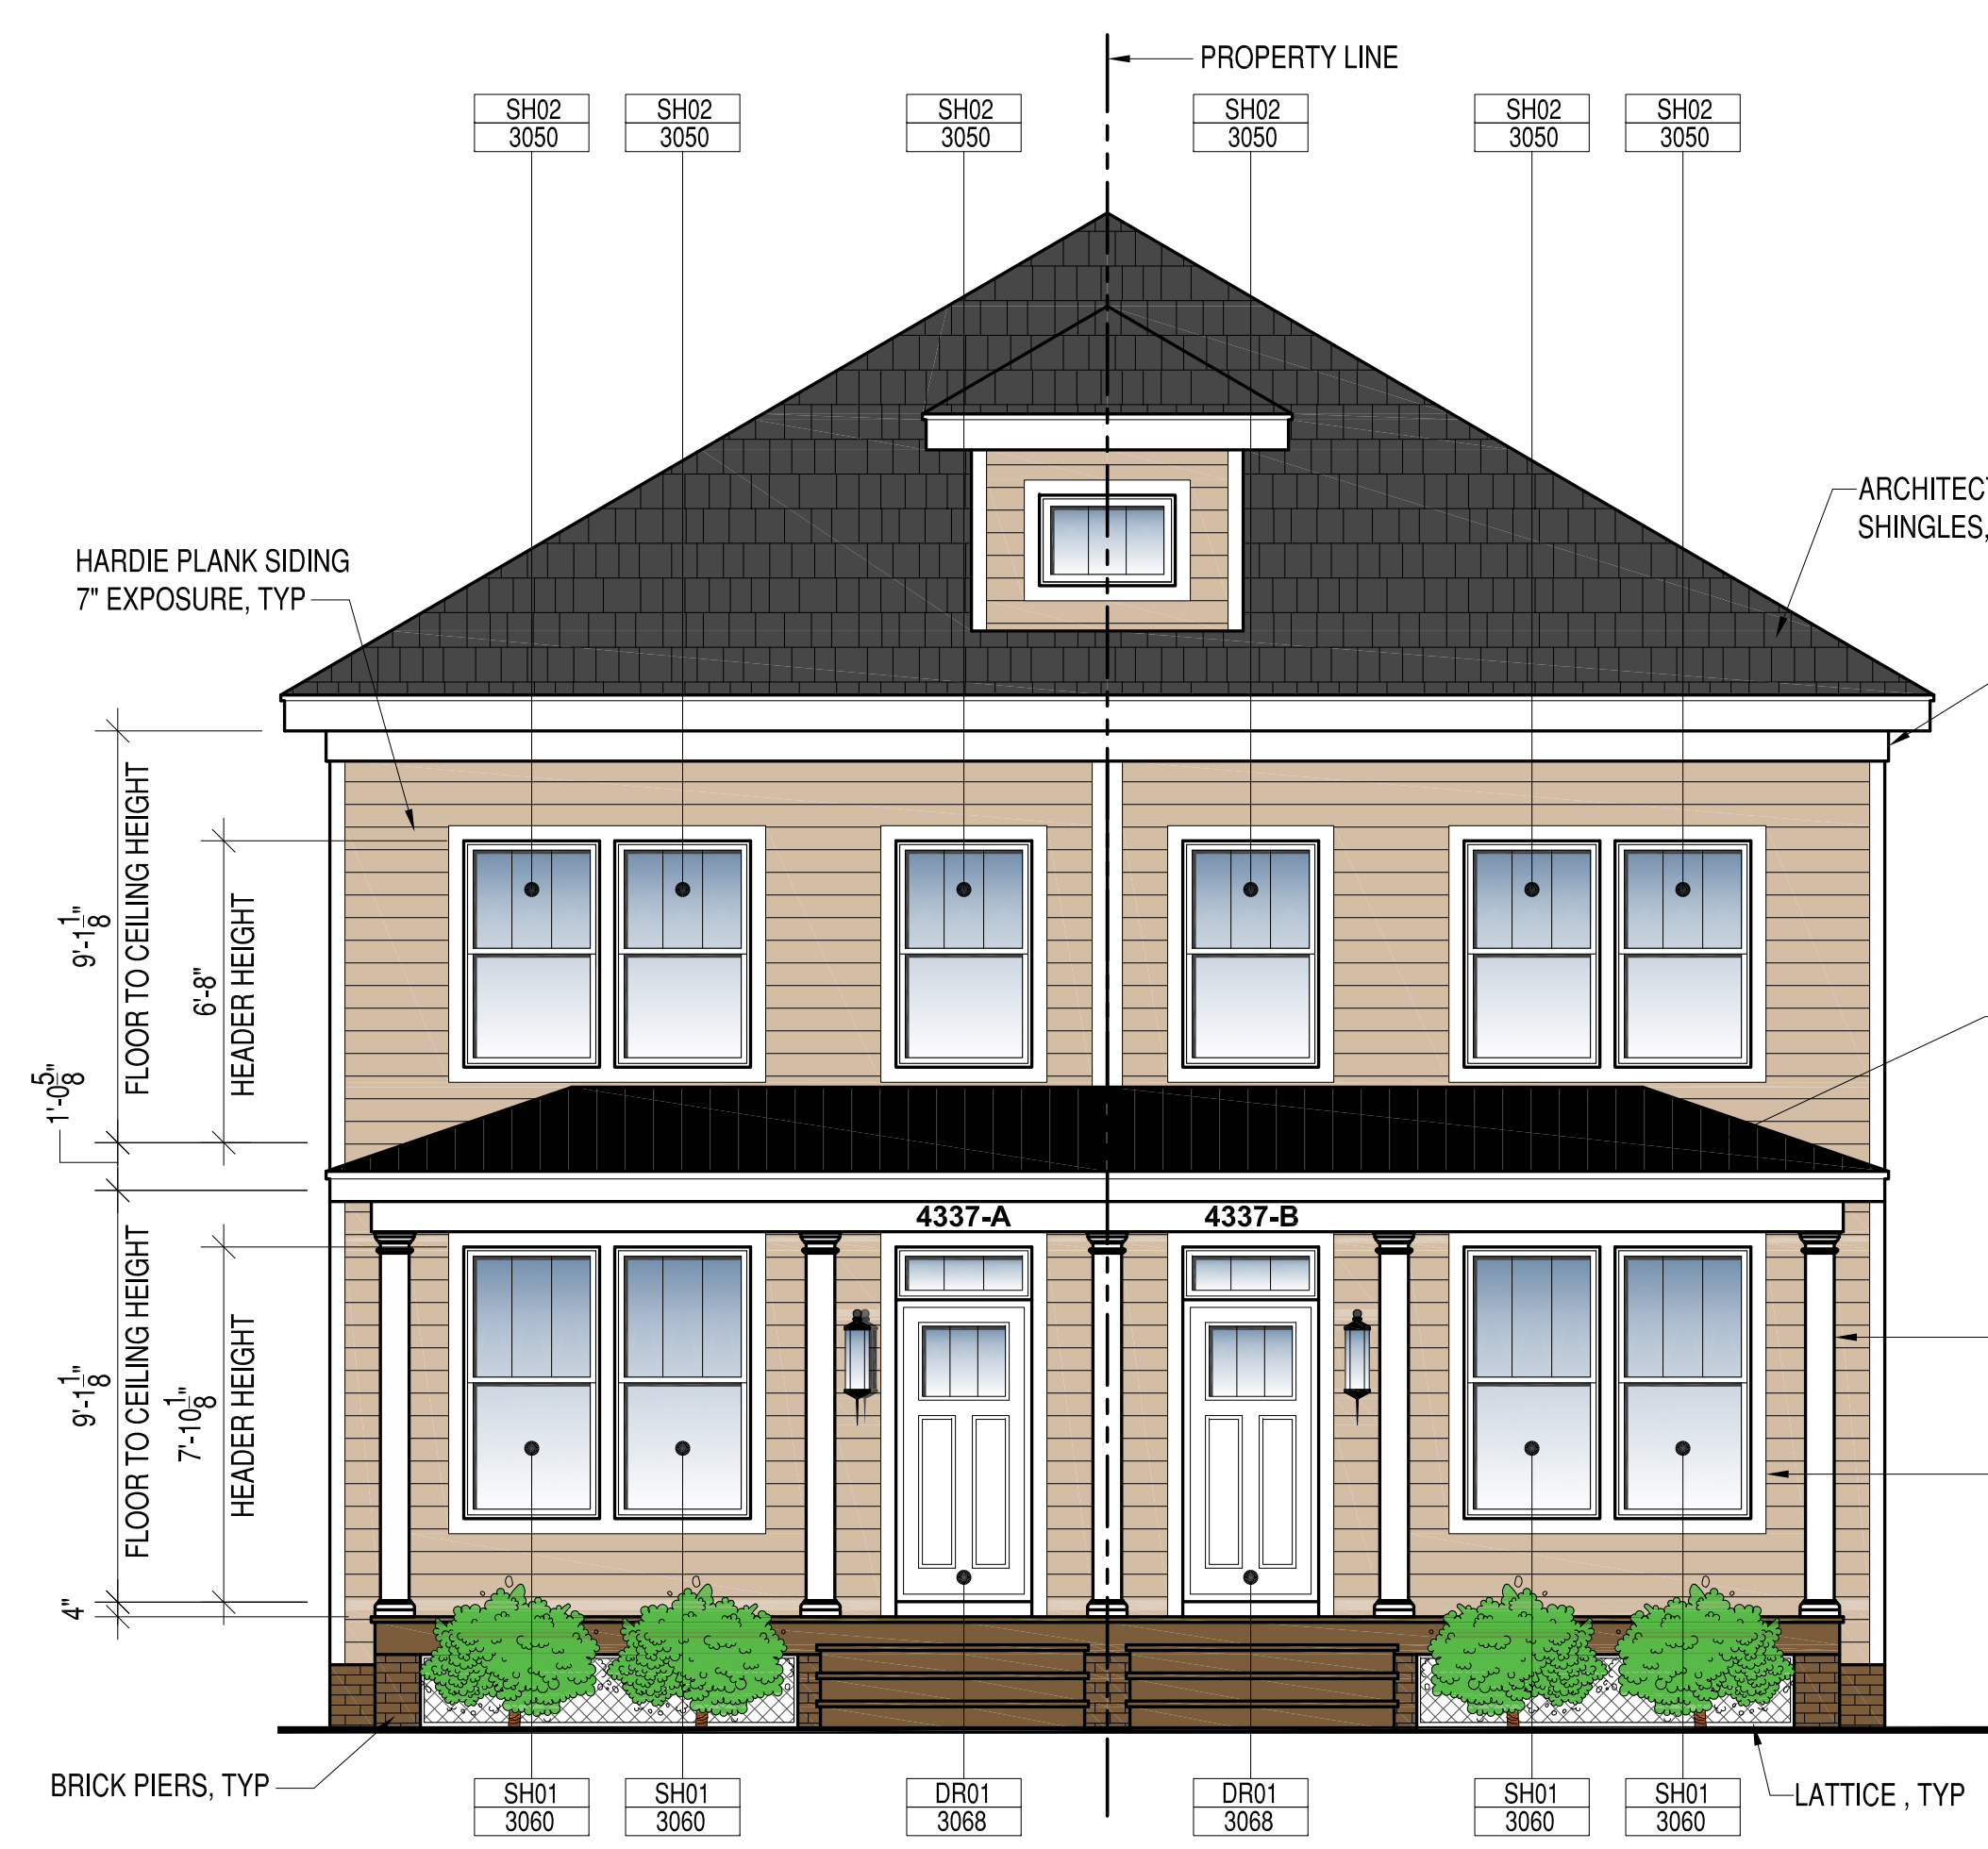 PROPERTY LINE
SH02
3050
SH02
3050
SH02
3050
SH02
3050
SH02
3050
SH02
3050
ARCHITECT
SHINGLES,
HARDIE PLANK SIDING
7" EXPOSURE, TYP
9'-1 1/8"
FLOOR TO CEILING HEIGHT
6'-8"
HEADER HEIGHT
1'-0 5/8"
4337-A
4337-B
9'-1 1/8"
FLOOR TO CEILING HEIGHT
7'-10 1/8"
HEADER HEIGHT
4"
BRICK PIERS, TYP
LATTICE , TYP
SH01
3060
SH01
3060
DR01
3068
DR01
3068
SH01
3060
SH01
3060